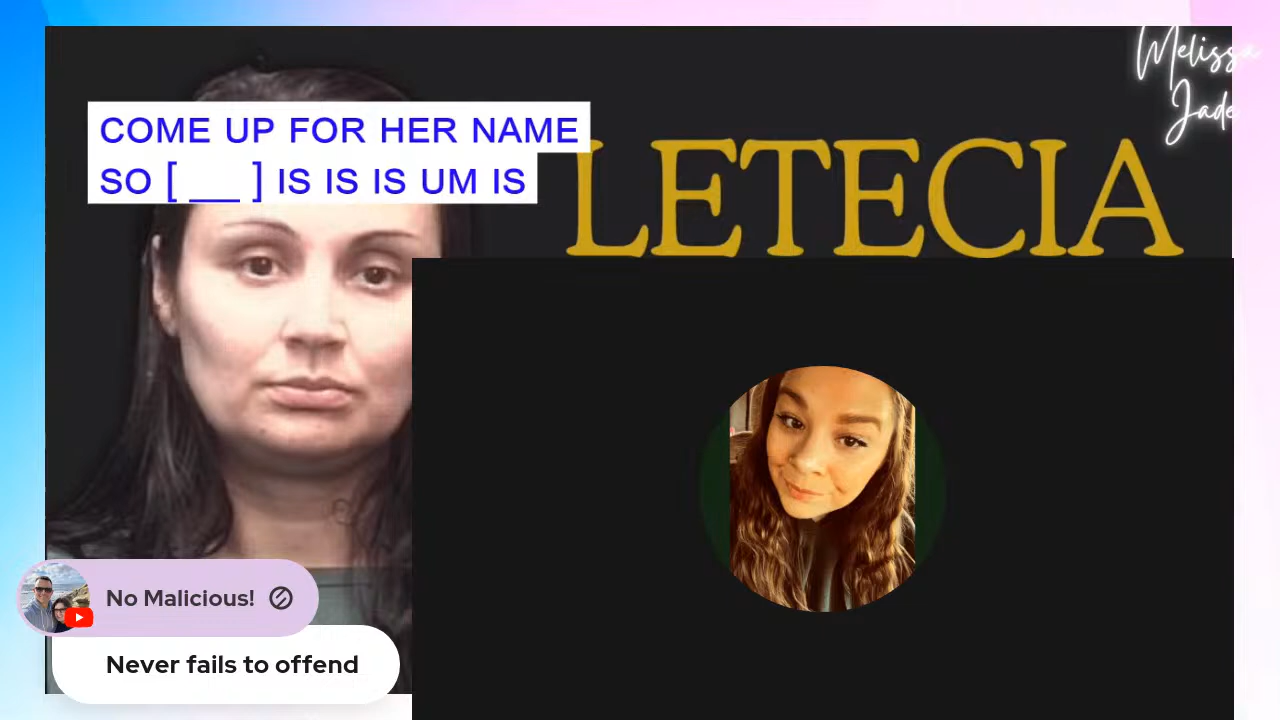 Melissa
Jade
COME UP FOR HER NAME
SO [ __ ] IS IS IS UM IS
LETECIA
No Malicious!
Never fails to offend